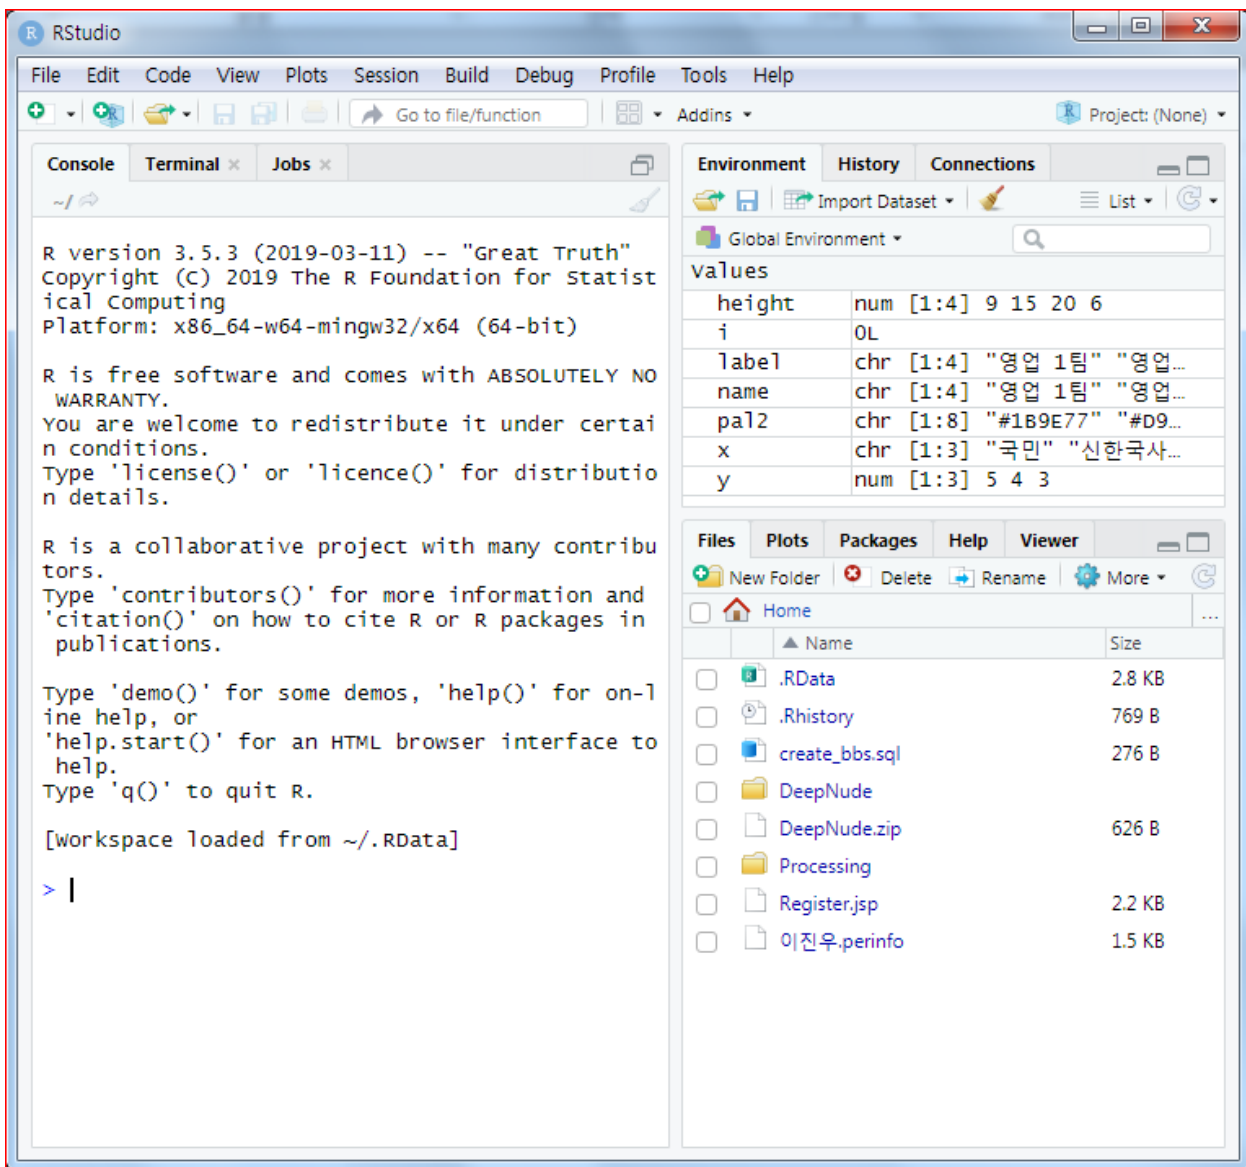 RStudio
File Edit Code View Plots Session Build Debug Profile Tools Help
Go to file/function Addins Project: (None)
Console Terminal Jobs
~/
R version 3.5.3 (2019-03-11) -- "Great Truth"
Copyright (C) 2019 The R Foundation for Statist
ical Computing
Platform: x86_64-w64-mingw32/x64 (64-bit)
R is free software and comes with ABSOLUTELY NO
WARRANTY.
You are welcome to redistribute it under certai
n conditions.
Type 'license()' or 'licence()' for distributio
n details.
R is a collaborative project with many contribu
tors.
Type 'contributors()' for more information and
'citation()' on how to cite R or R packages in
publications.
Type 'demo()' for some demos, 'help()' for on-l
ine help, or
'help.start()' for an HTML browser interface to
help.
Type 'q()' to quit R.
[Workspace loaded from ~/.RData]
>
Environment History Connections
Import Dataset List
Global Environment
Values
height num [1:4] 9 15 20 6
i 0L
label chr [1:4] "영업 1팀" "영업…
name chr [1:4] "영업 1팀" "영업…
pal2 chr [1:8] "#1B9E77" "#D9…
x chr [1:3] "국민" "신한국사…
y num [1:3] 5 4 3
Files Plots Packages Help Viewer
New Folder Delete Rename More
Home ...
Name Size
.RData 2.8 KB
.Rhistory 769 B
create_bbs.sql 276 B
DeepNude
DeepNude.zip 626 B
Processing
Register.jsp 2.2 KB
이진우.perinfo 1.5 KB